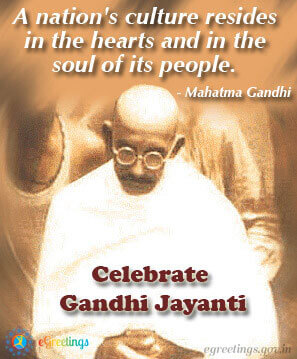 A nation's culture resides
in the hearts and in the
soul of its people.
- Mahatma Gandhi
Celebrate
Gandhi Jayanti
eGreetings
egreetings.gov.in